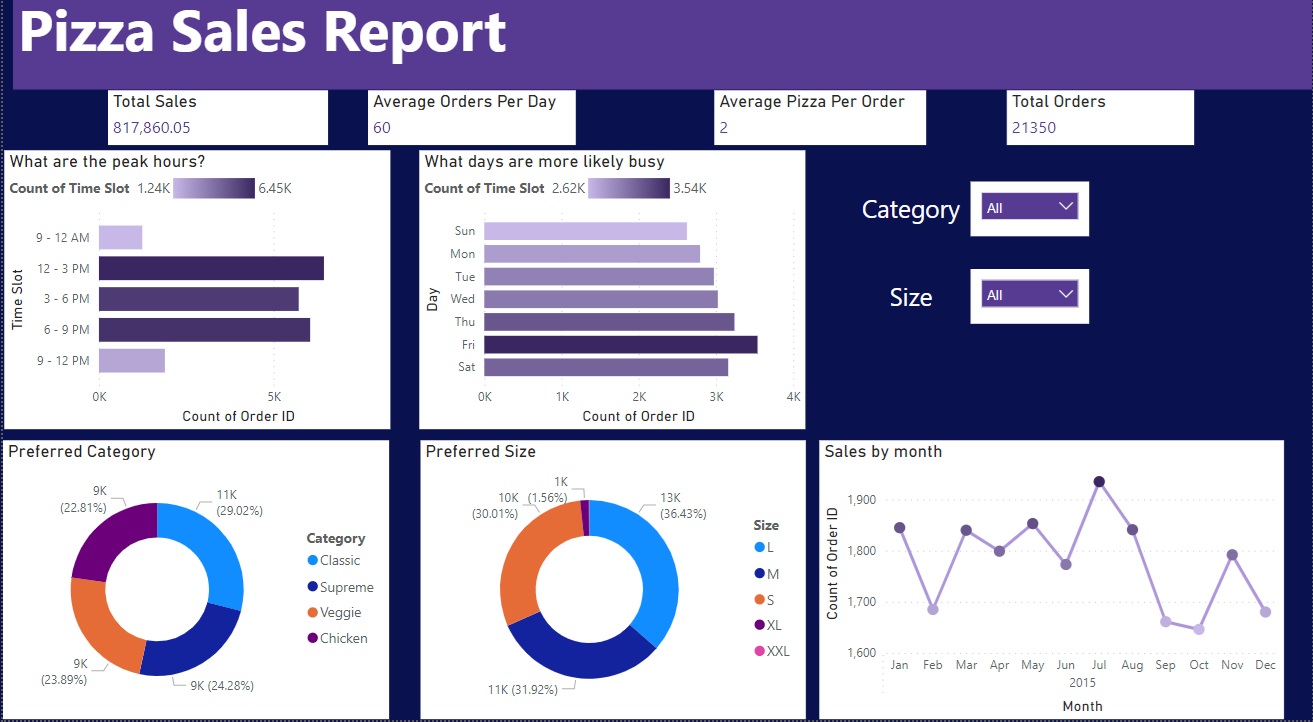 Pizza Sales Report
Total Sales
817,860.05
Average Orders Per Day
60
Average Pizza Per Order
2
Total Orders
21350
What are the peak hours?
Count of Time Slot 1.24K 6.45K
Time Slot
9 - 12 AM
12 - 3 PM
3 - 6 PM
6 - 9 PM
9 - 12 PM
0K 5K
Count of Order ID
What days are more likely busy
Count of Time Slot 2.62K 3.54K
Day
Sun
Mon
Tue
Wed
Thu
Fri
Sat
0K 1K 2K 3K 4K
Count of Order ID
Category All
Size All
Preferred Category
9K
(22.81%)
11K
(29.02%)
9K
(23.89%)
9K (24.28%)
Category
Classic
Supreme
Veggie
Chicken
Preferred Size
1K
(1.56%)
10K
(30.01%)
13K
(36.43%)
11K (31.92%)
Size
L
M
S
XL
XXL
Sales by month
Count of Order ID
1,900
1,800
1,700
1,600
Jan Feb Mar Apr May Jun Jul Aug Sep Oct Nov Dec
2015
Month